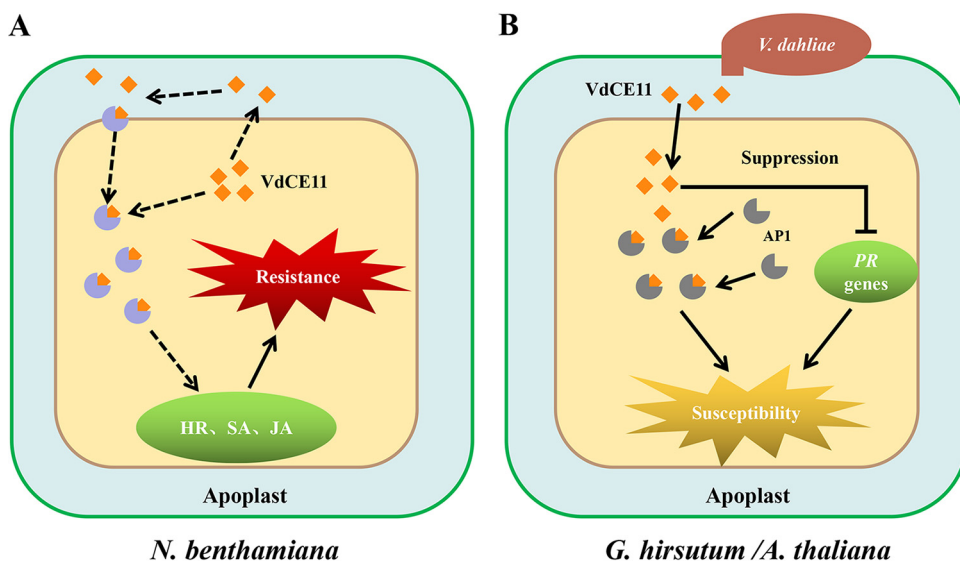 A
VdCE11
Resistance
HR、SA、JA
Apoplast
N. benthamiana
B
V. dahliae
VdCE11
Suppression
AP1
PR
genes
Susceptibility
Apoplast
G. hirsutum /A. thaliana